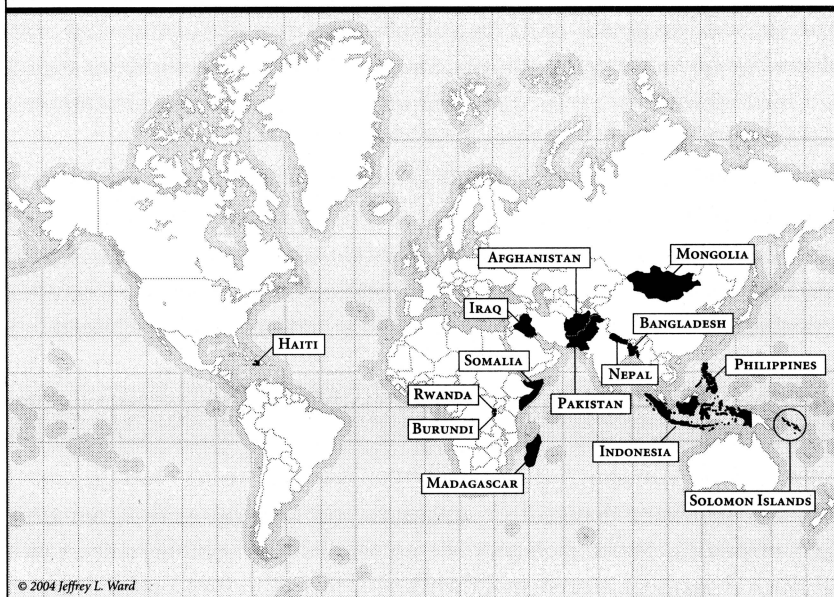 AFGHANISTAN
MONGOLIA
IRAQ
BANGLADESH
HAITI
SOMALIA
NEPAL
PHILIPPINES
RWANDA
PAKISTAN
BURUNDI
INDONESIA
MADAGASCAR
SOLOMON ISLANDS
© 2004 Jeffrey L. Ward